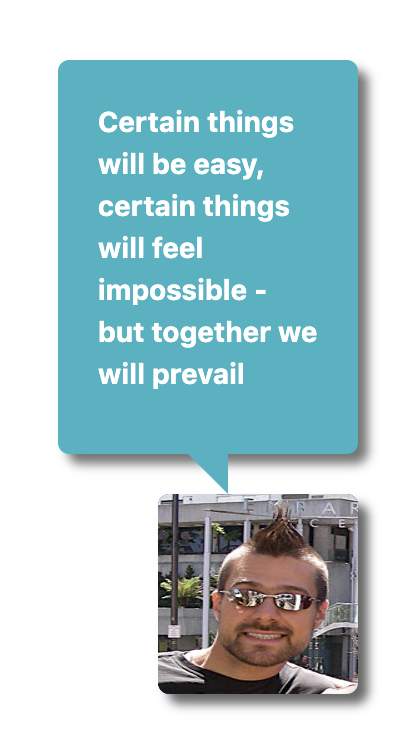 Certain things
will be easy,
certain things
will feel
impossible -
but together we
will prevail